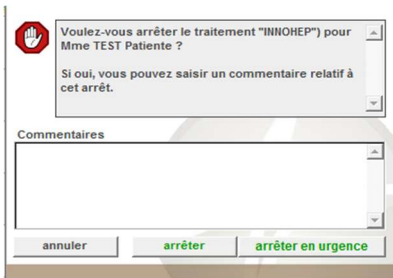 Voulez-vous arrêter le traitement "INNOHEP") pour
Mme TEST Patiente ?
Si oui, vous pouvez saisir un commentaire relatif à
cet arrêt.
Commentaires
annuler arrêter arrêter en urgence